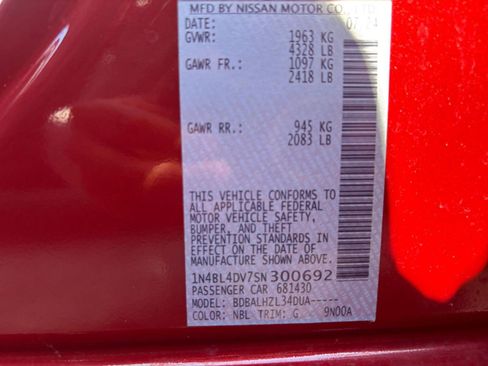 MFD BY NISSAN MOTOR CO., LTD
DATE: 07/24
GVWR: 1963 KG
4328 LB
GAWR FR.: 1097 KG
2418 LB
GAWR RR.: 945 KG
2083 LB
THIS VEHICLE CONFORMS TO
ALL APPLICABLE FEDERAL
MOTOR VEHICLE SAFETY,
BUMPER, AND THEFT
PREVENTION STANDARDS IN
EFFECT ON THE DATE OF
MANUFACTURE SHOWN ABOVE.
1N4BL4DV7SN300692
PASSENGER CAR 681430
MODEL: BDBALHZL34DUA-----
COLOR: NBL TRIM: G 9N00A